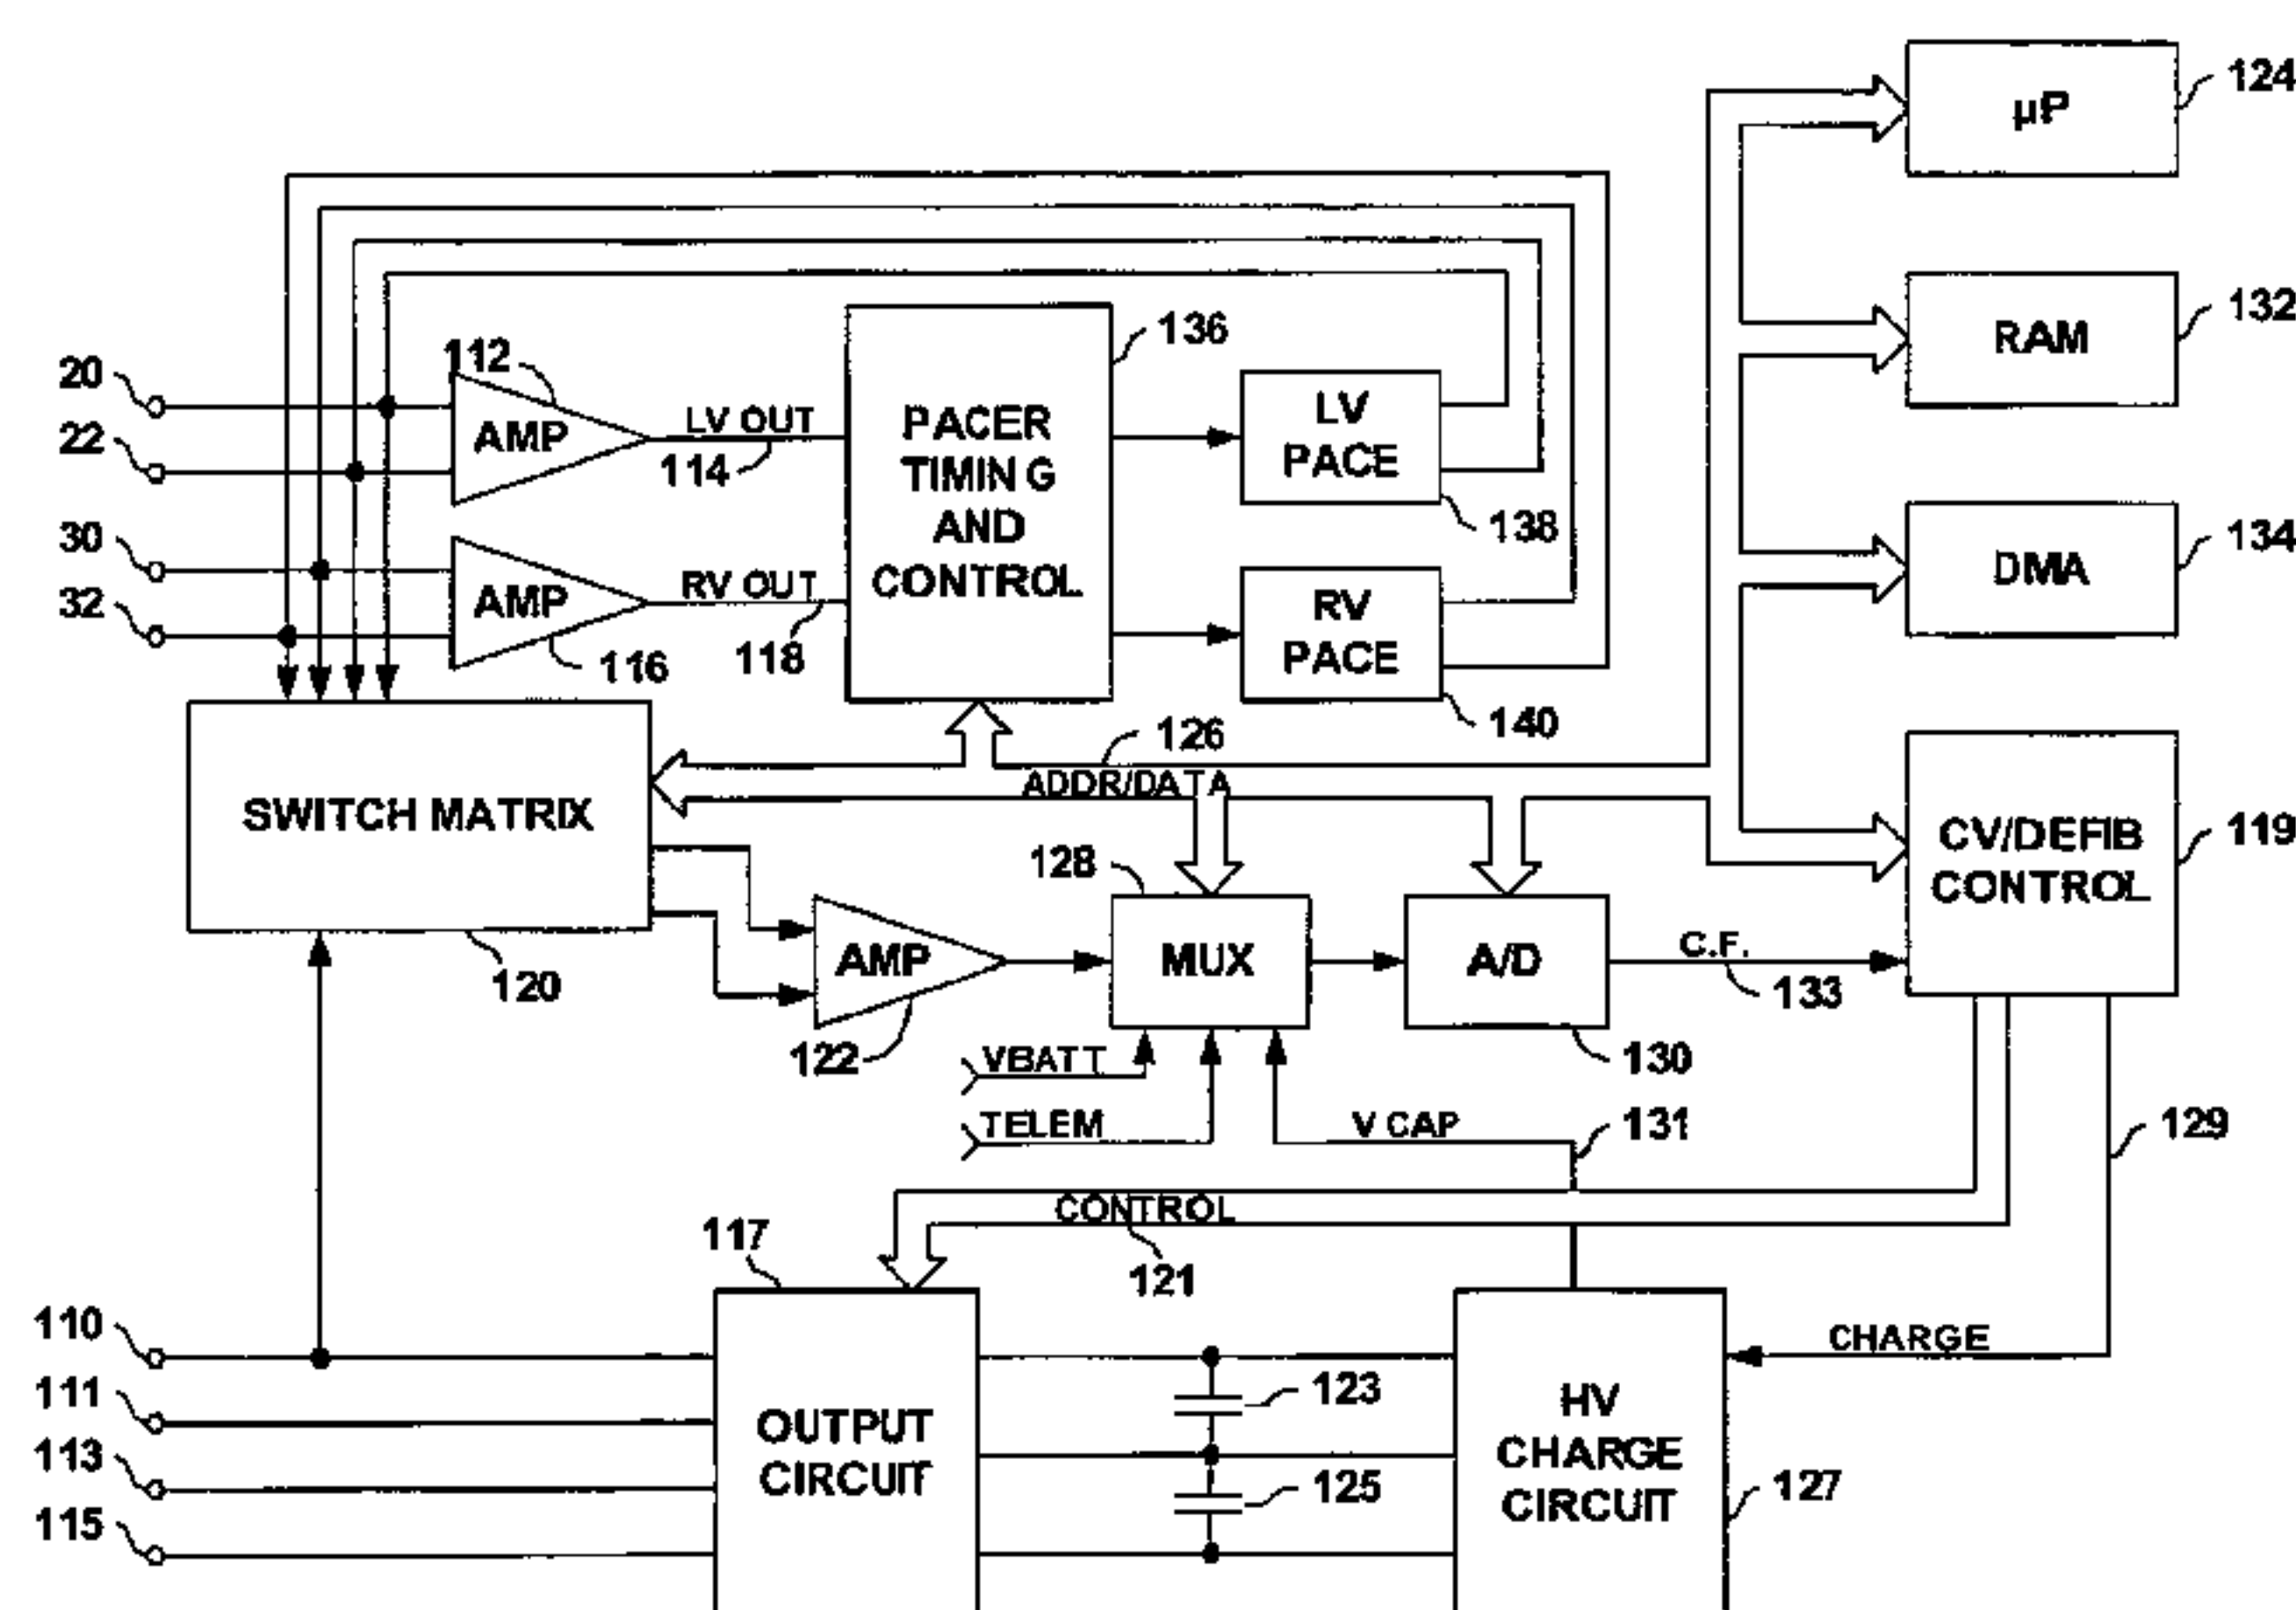 124
µP
132
RAM
134
DMA
136
112
20
22
30
32
AMP
LV OUT
114
PACER
TIMING
AND
CONTROL
LV
PACE
138
AMP
RV OUT
118
116
RV
PACE
140
126
ADDR/DATA
SWITCH MATRIX
120
128
AMP
122
MUX
A/D
130
C.F.
133
CV/DEFIB
CONTROL
119
VBATT
TELEM
V CAP
131
129
CONTROL
121
117
110
111
113
115
OUTPUT
CIRCUIT
123
125
CHARGE
HV
CHARGE
CIRCUIT
127